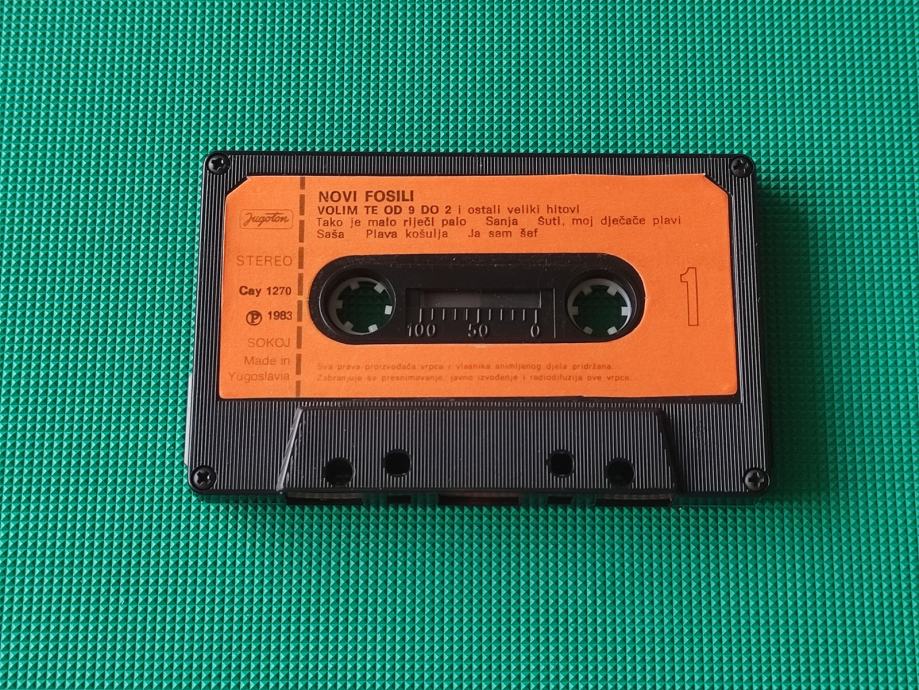 NOVI FOSILI
VOLIM TE OD 9 DO 2 i ostali veliki hitovi
Tako je malo riječi palo Sanja Šuti, moj dječače plavi
Saša Plava košulja Ja sam šef
Jugoton
STEREO
Cay 1270
℗ 1983
SOKOJ
Made in
Yugoslavia
1
100 50 0
Sva prava proizvođača vrpca i vlasnika snimljenog djela pridržana.
Zabranjuje se presnimavanje, javno izvođenje i radiodifuzija ove vrpce.